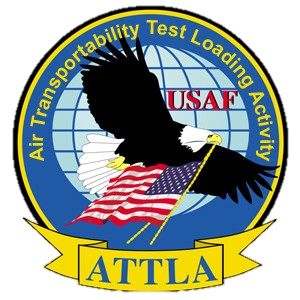 Air Transportability Test Loading Activity
USAF
ATTLA